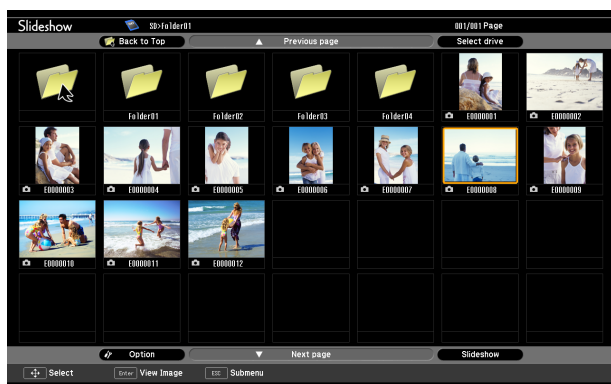 Slideshow SD>Folder01 001/001 Page
Back to Top Previous page Select drive
Folder01 Folder02 Folder03 Folder04 E0000001 E0000002
E0000003 E0000004 E0000005 E0000006 E0000007 E0000008 E0000009
E0000010 E0000011 E0000012
Option Next page Slideshow
Select Enter View Image ESC Submenu